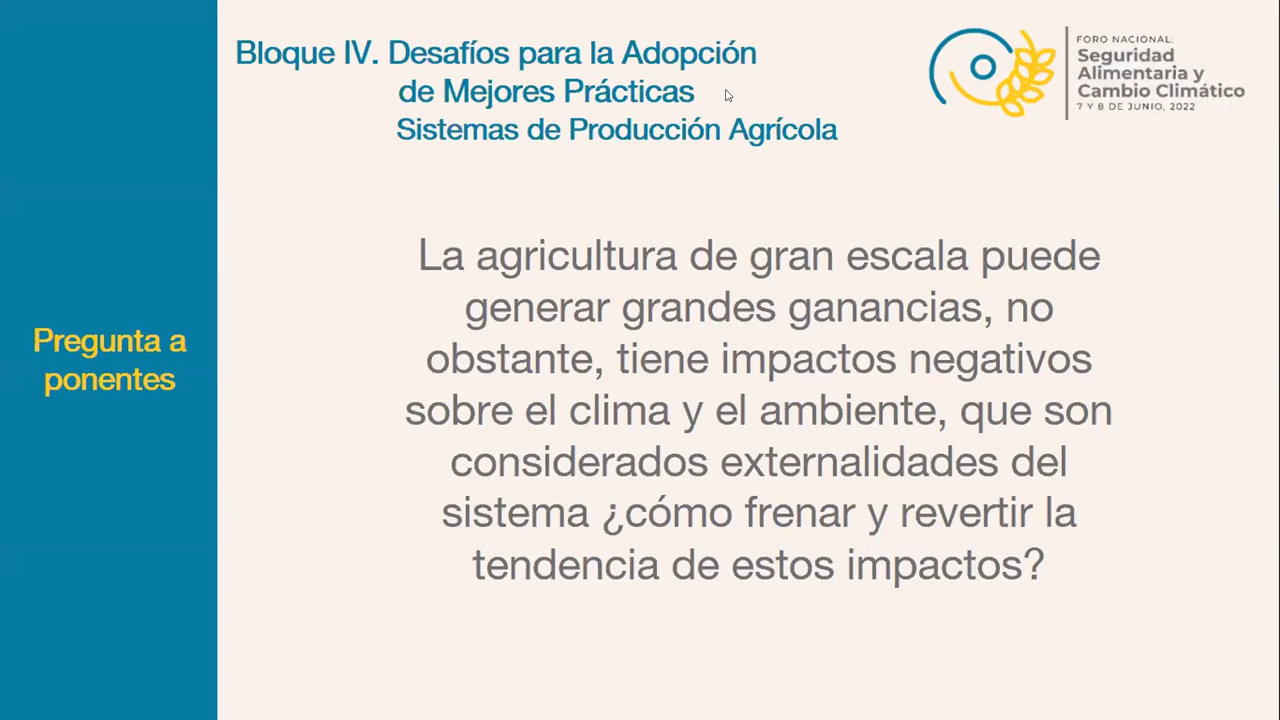 Bloque IV. Desafíos para la Adopción
de Mejores Prácticas
Sistemas de Producción Agrícola
FORO NACIONAL:
Seguridad
Alimentaria y
Cambio Climático
7 Y 8 DE JUNIO, 2022
Pregunta a
ponentes
La agricultura de gran escala puede
generar grandes ganancias, no
obstante, tiene impactos negativos
sobre el clima y el ambiente, que son
considerados externalidades del
sistema ¿cómo frenar y revertir la
tendencia de estos impactos?